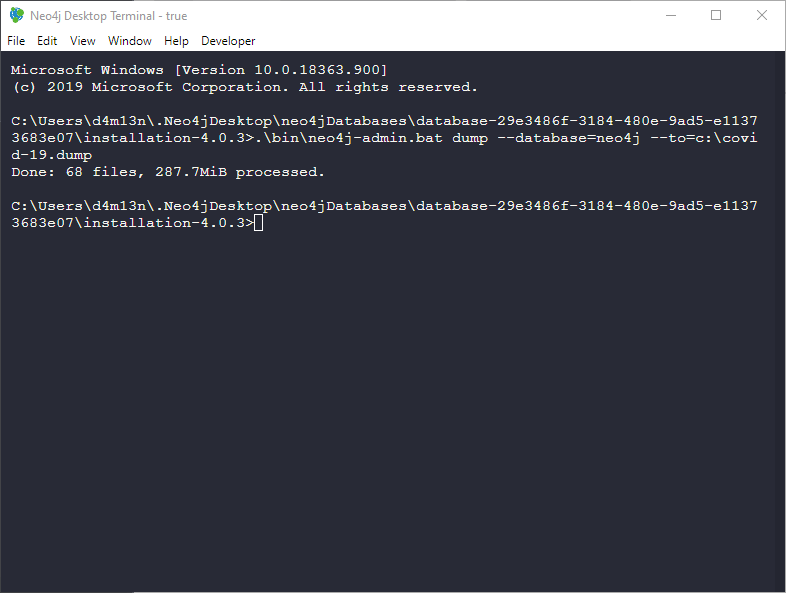 Neo4j Desktop Terminal - true
File Edit View Window Help Developer
Microsoft Windows [Version 10.0.18363.900]
(c) 2019 Microsoft Corporation. All rights reserved.
C:\Users\d4m13n\.Neo4jDesktop\neo4jDatabases\database-29e3486f-3184-480e-9ad5-e1137
3683e07\installation-4.0.3>.\bin\neo4j-admin.bat dump --database=neo4j --to=c:\covi
d-19.dump
Done: 68 files, 287.7MiB processed.
C:\Users\d4m13n\.Neo4jDesktop\neo4jDatabases\database-29e3486f-3184-480e-9ad5-e1137
3683e07\installation-4.0.3>